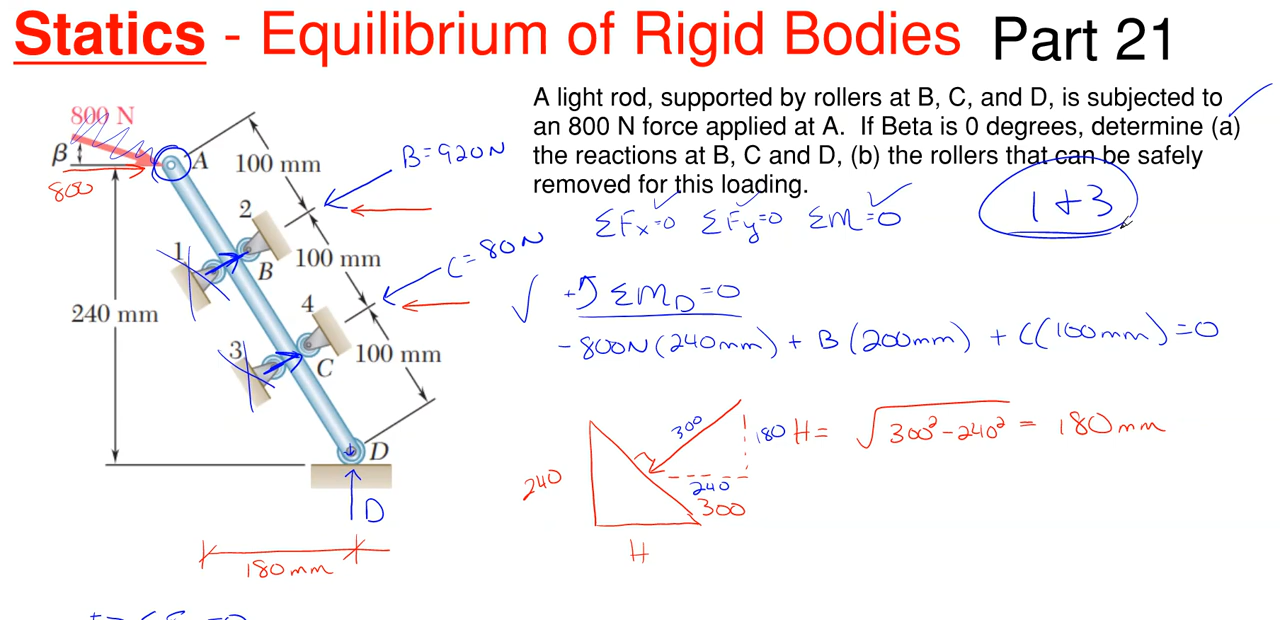 Statics - Equilibrium of Rigid Bodies Part 21
A light rod, supported by rollers at B, C, and D, is subjected to
an 800 N force applied at A. If Beta is 0 degrees, determine (a)
the reactions at B, C and D, (b) the rollers that can be safely
removed for this loading.
800 N
β
800
A
100 mm
B=920N
2
1
B
100 mm
C=80N
240 mm
4
3
C
100 mm
D
D
180mm
ΣFx=0 ΣFy=0 ΣM=0
1+3
√ +↺ ΣM_D=0
-800N(240mm) + B(200mm) + C(100mm)=0
300
180
240
240
300
H
H= √300²-240² = 180mm